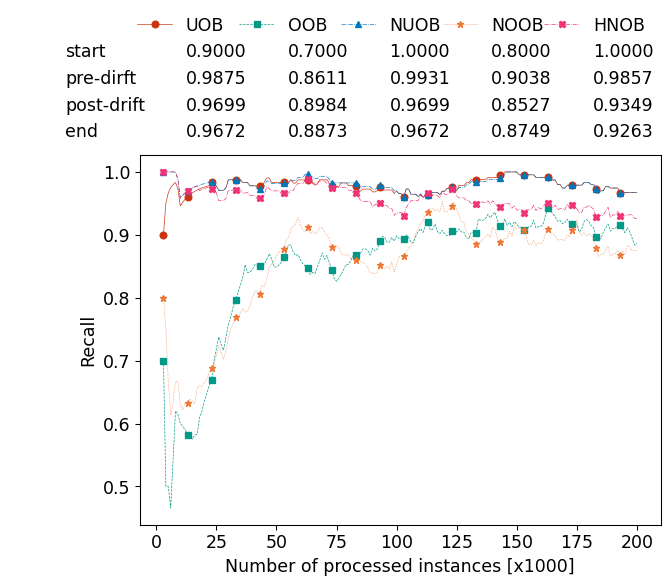 UOB OOB NUOB NOOB HNOB
start 0.9000 0.7000 1.0000 0.8000 1.0000
pre-dirft 0.9875 0.8611 0.9931 0.9038 0.9857
post-drift 0.9699 0.8984 0.9699 0.8527 0.9349
end 0.9672 0.8873 0.9672 0.8749 0.9263
1.0
0.9
0.8
0.7
0.6
0.5
Recall
0 25 50 75 100 125 150 175 200
Number of processed instances [x1000]